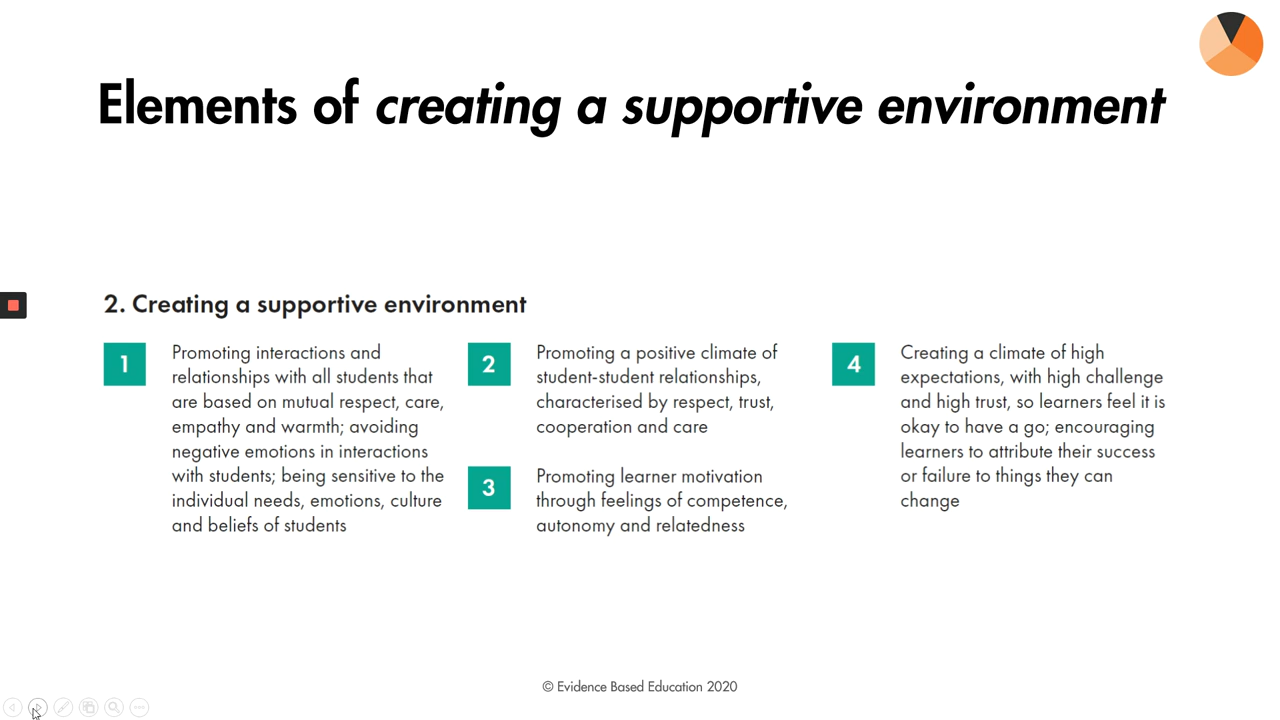 Elements of creating a supportive environment
2. Creating a supportive environment
1
Promoting interactions and
relationships with all students that
are based on mutual respect, care,
empathy and warmth; avoiding
negative emotions in interactions
with students; being sensitive to the
individual needs, emotions, culture
and beliefs of students
2
Promoting a positive climate of
student-student relationships,
characterised by respect, trust,
cooperation and care
3
Promoting learner motivation
through feelings of competence,
autonomy and relatedness
4
Creating a climate of high
expectations, with high challenge
and high trust, so learners feel it is
okay to have a go; encouraging
learners to attribute their success
or failure to things they can
change
© Evidence Based Education 2020